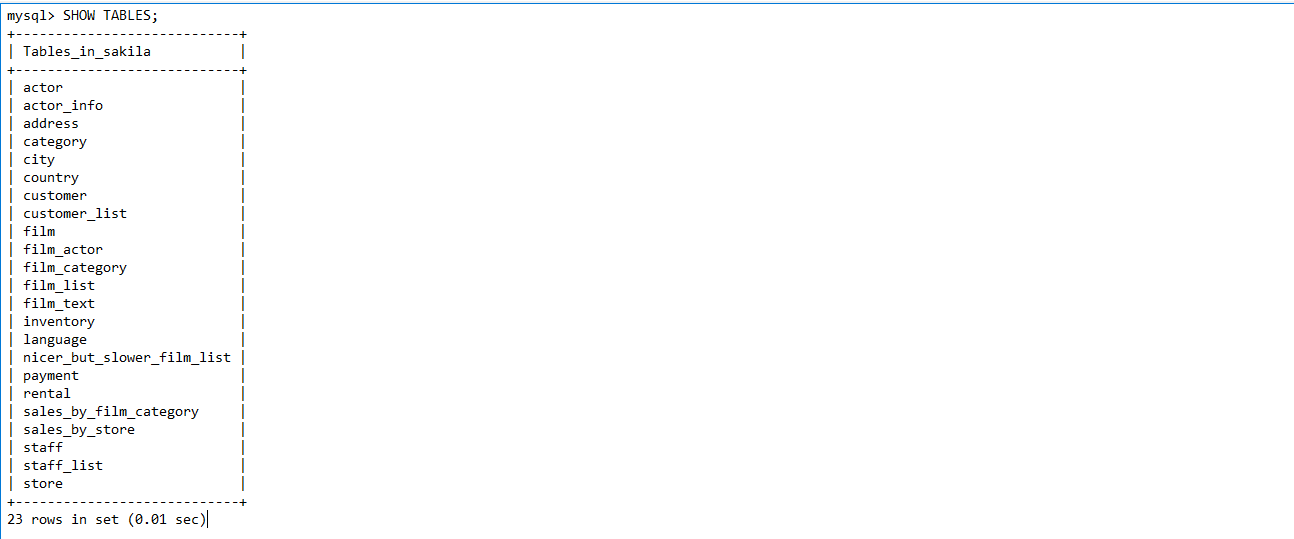 mysql> SHOW TABLES;
+----------------------------+
| Tables_in_sakila           |
+----------------------------+
| actor                      |
| actor_info                 |
| address                    |
| category                   |
| city                       |
| country                    |
| customer                   |
| customer_list              |
| film                       |
| film_actor                 |
| film_category              |
| film_list                  |
| film_text                  |
| inventory                  |
| language                   |
| nicer_but_slower_film_list |
| payment                    |
| rental                     |
| sales_by_film_category     |
| sales_by_store             |
| staff                      |
| staff_list                 |
| store                      |
+----------------------------+
23 rows in set (0.01 sec)